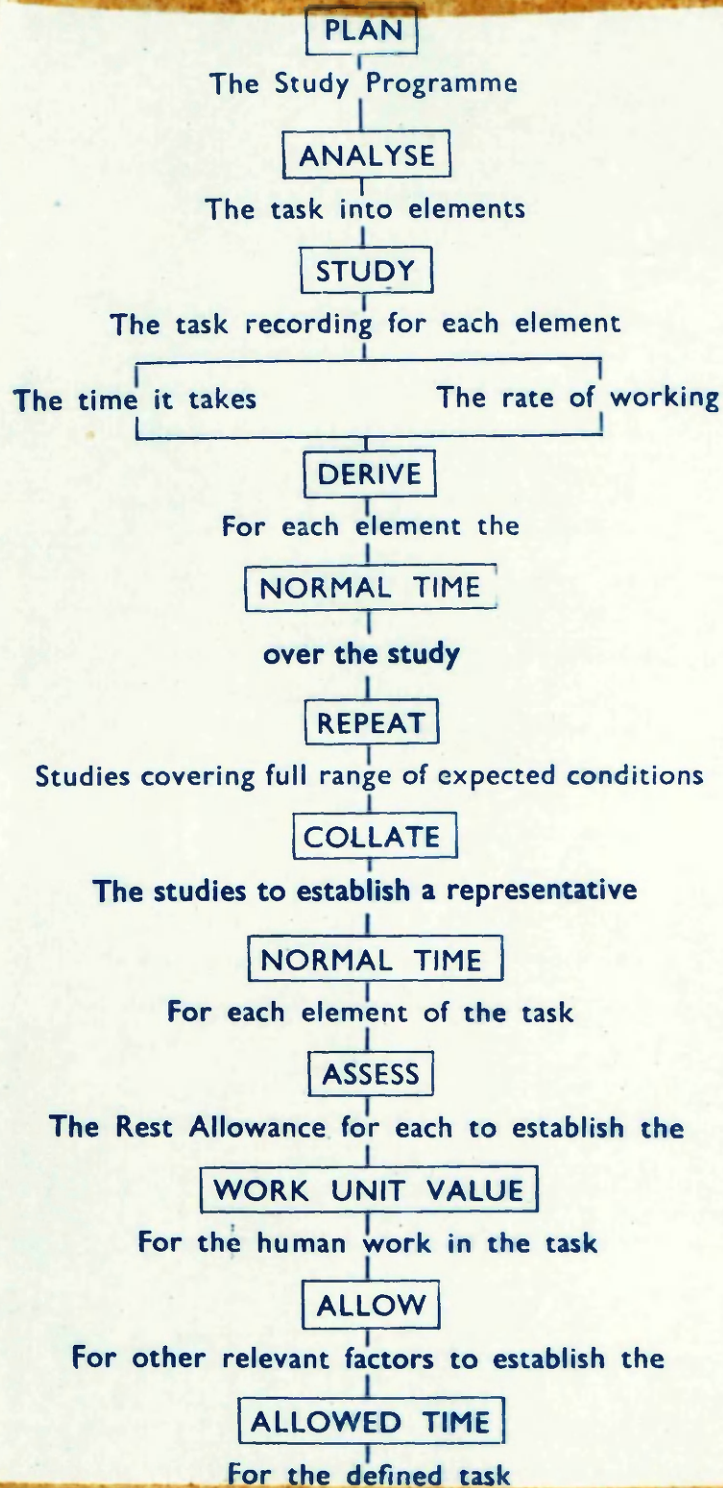 PLAN
The Study Programme
ANALYSE
The task into elements
STUDY
The task recording for each element
The time it takes The rate of working
DERIVE
For each element the
NORMAL TIME
over the study
REPEAT
Studies covering full range of expected conditions
COLLATE
The studies to establish a representative
NORMAL TIME
For each element of the task
ASSESS
The Rest Allowance for each to establish the
WORK UNIT VALUE
For the human work in the task
ALLOW
For other relevant factors to establish the
ALLOWED TIME
For the defined task